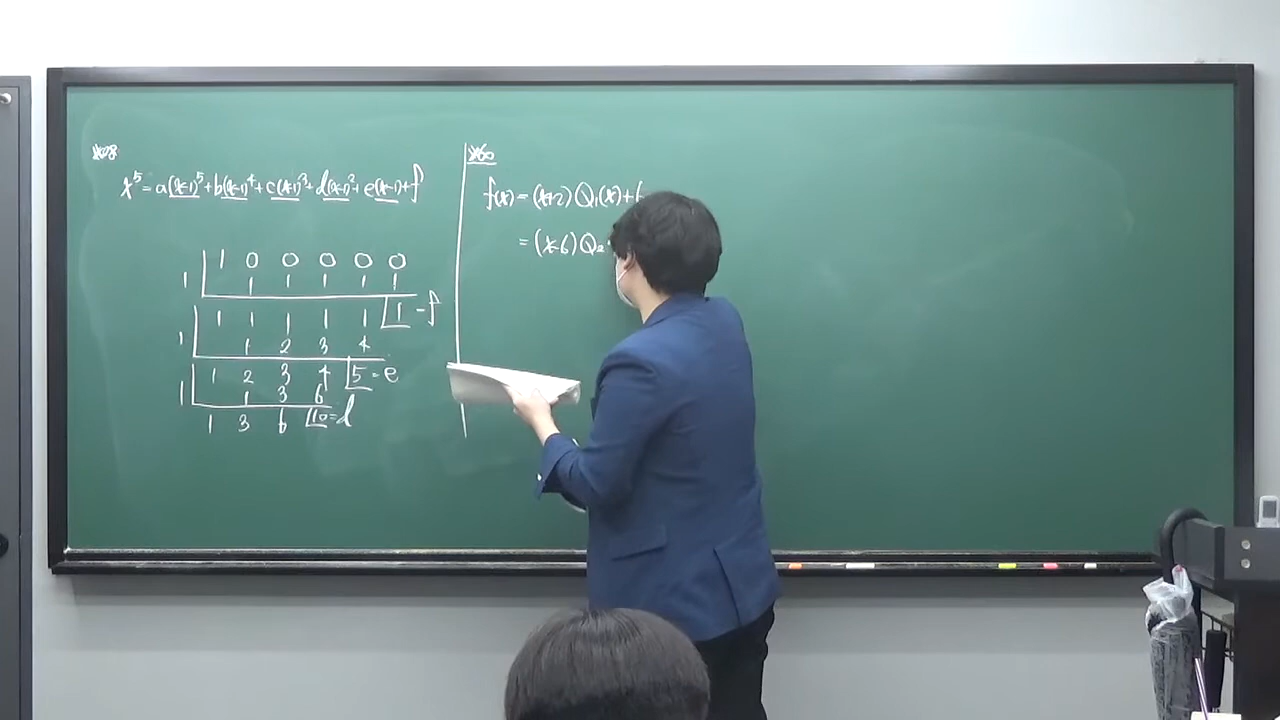 x⁵ = a(x-1)⁵ + b(x-1)⁴ + c(x-1)³ + d(x-1)² + e(x-1) + f
1 0 0 0 0 0
1 1 1 1 1 1
1 1 1 1 1 1 = f
1 1 2 3 4
1 2 3 4 5 = e
1 1 3 6
1 3 6 10 = d
f(x) = (x+2)Q₁(x) +
= (x-6)Q₂